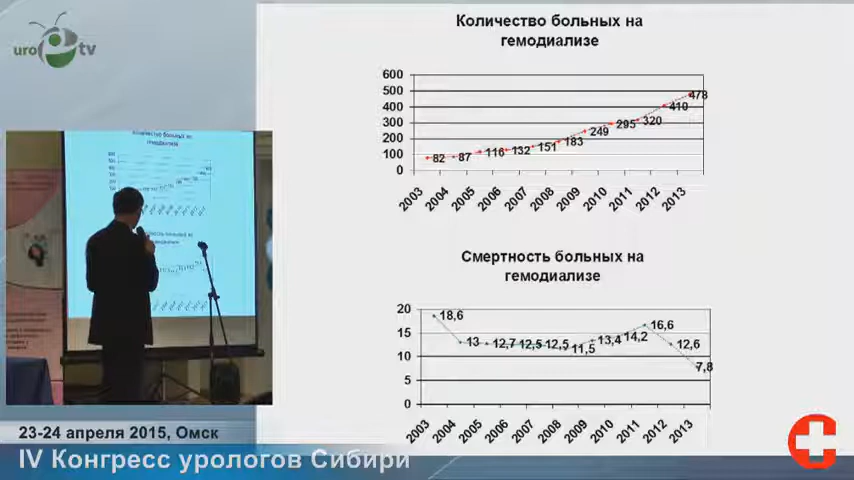 uro tv
Количество больных на
гемодиализе
600
500
400
300
200
100
0
82 87 116 132 151 183 249 295 320 410 478
2003 2004 2005 2006 2007 2008 2009 2010 2011 2012 2013
Смертность больных на
гемодиализе
20
15
10
5
0
18,6 13 12,7 12,5 12,5 11,5 13,4 14,2 16,6 12,6 7,8
2003 2004 2005 2006 2007 2008 2009 2010 2011 2012 2013
23-24 апреля 2015, Омск
IV Конгресс урологов Сибири